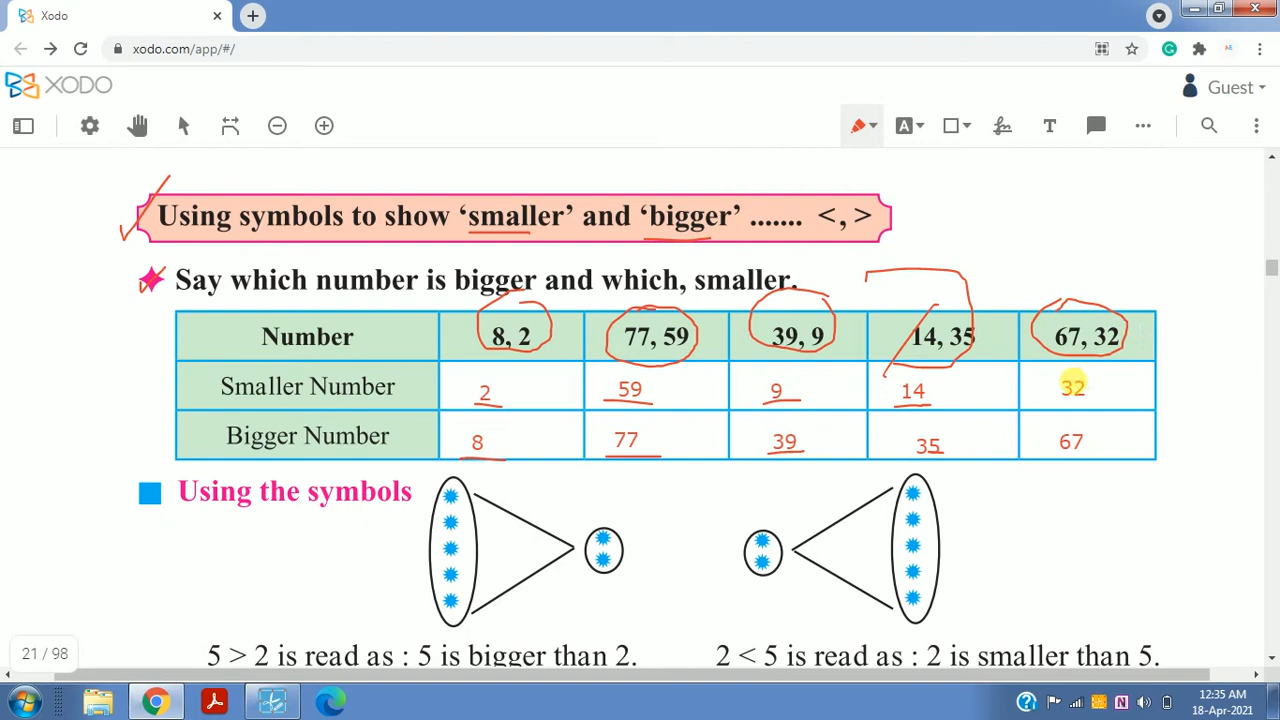 Xodo
xodo.com/app/#/
XODO
Guest
Using symbols to show ‘smaller’ and ‘bigger’ ....... <, >
Say which number is bigger and which, smaller.
Number 8, 2 77, 59 39, 9 14, 35 67, 32
Smaller Number 2 59 9 14 32
Bigger Number 8 77 39 35 67
Using the symbols
21 / 98
5 > 2 is read as : 5 is bigger than 2. 2 < 5 is read as : 2 is smaller than 5.
12:35 AM
18-Apr-2021